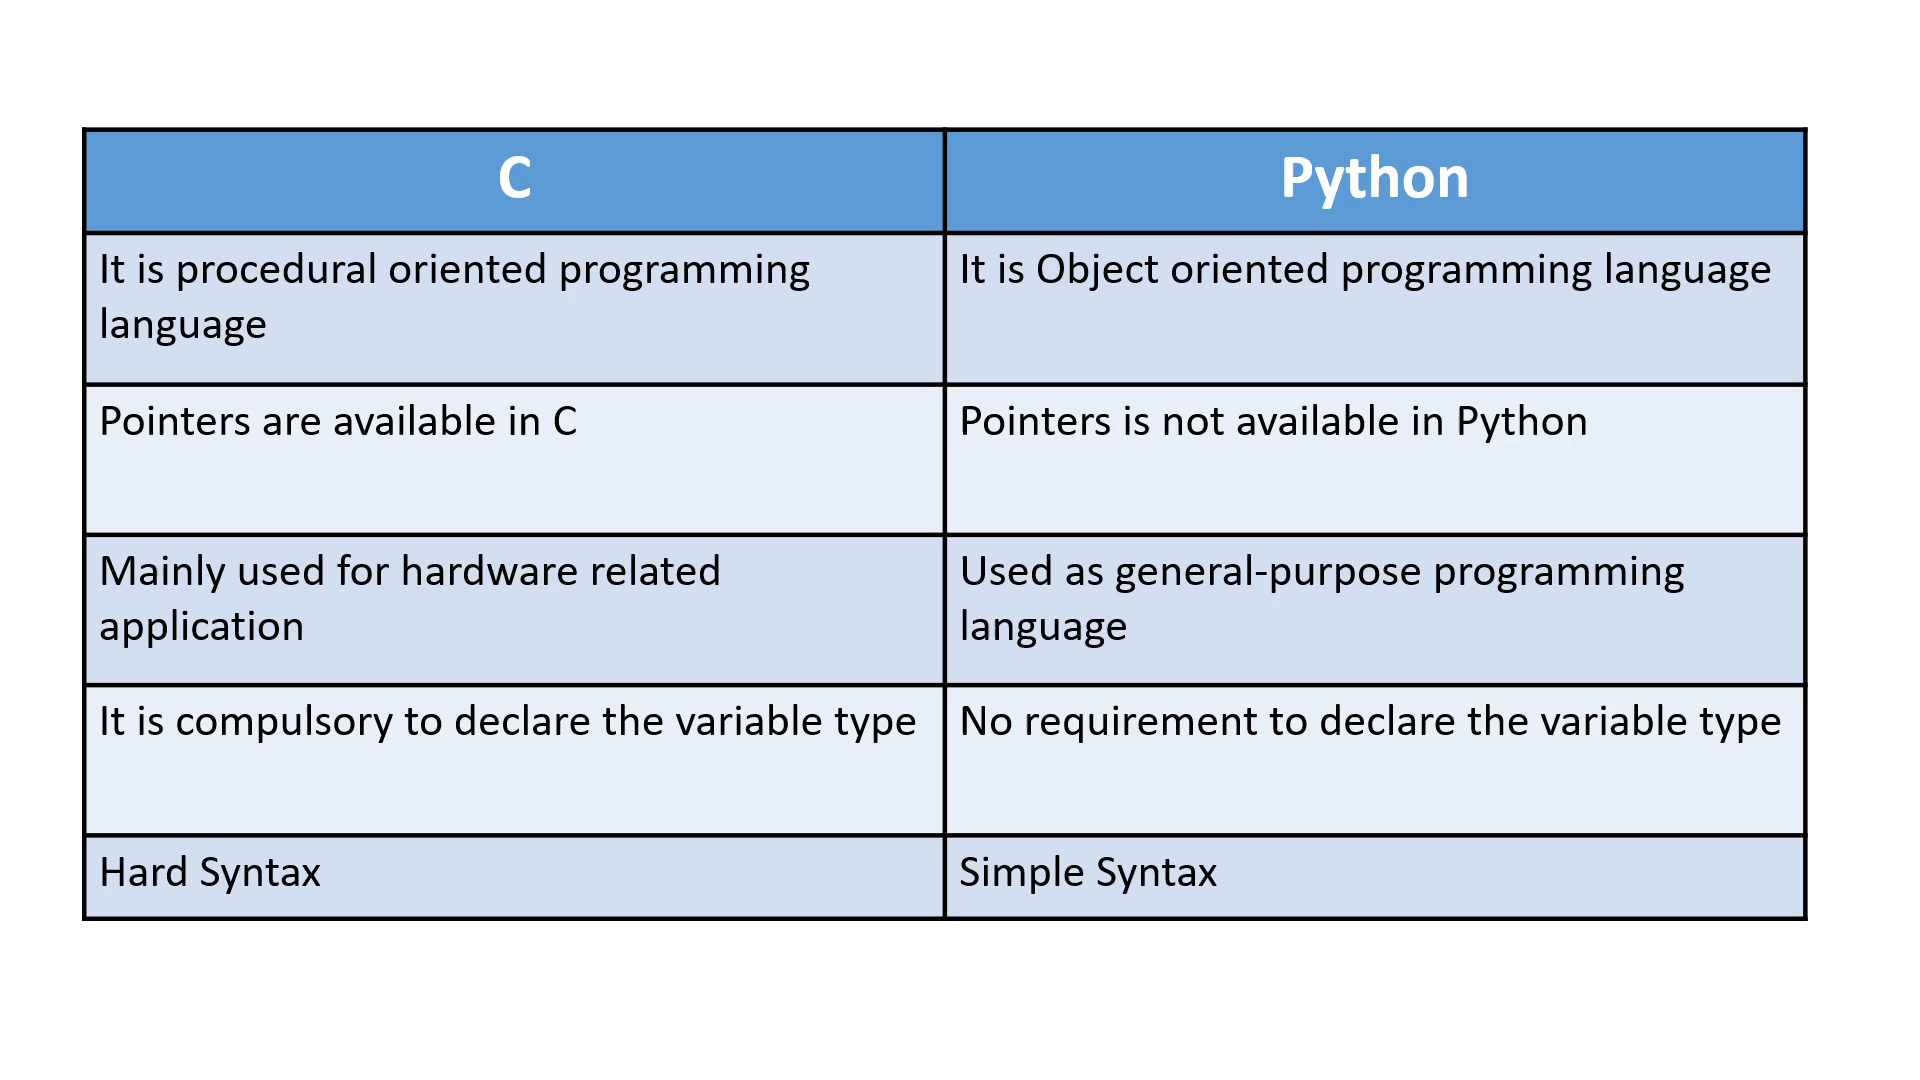 C
Python
It is procedural oriented programming
language
It is Object oriented programming language
Pointers are available in C
Pointers is not available in Python
Mainly used for hardware related
application
Used as general-purpose programming
language
It is compulsory to declare the variable type
No requirement to declare the variable type
Hard Syntax
Simple Syntax